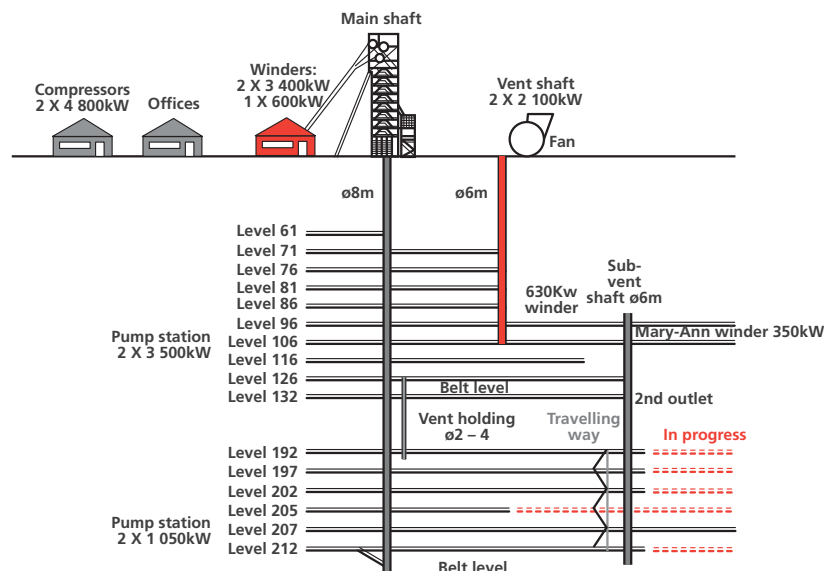 Main shaft
Compressors
2 X 4 800kW
Offices
Winders:
2 X 3 400kW
1 X 600kW
Vent shaft
2 X 2 100kW
Fan
ø8m
ø6m
Level 61
Level 71
Level 76
Level 81
Level 86
Level 96
Level 106
Level 116
Level 126
Level 132
Level 192
Level 197
Level 202
Level 205
Level 207
Level 212
Sub-
vent
shaft ø6m
630Kw
winder
Mary-Ann winder 350kW
Pump station
2 X 3 500kW
Belt level
2nd outlet
Vent holding
ø2 – 4
Travelling
way
In progress
Pump station
2 X 1 050kW
Belt level